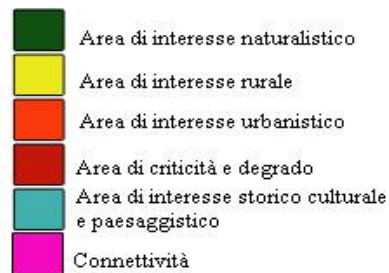 Area di interesse naturalistico
Area di interesse rurale
Area di interesse urbanistico
Area di criticità e degrado
Area di interesse storico culturale
e paesaggistico
Connettività